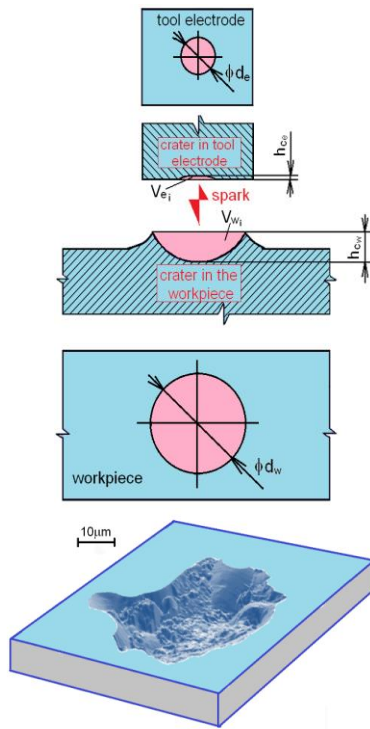 tool electrode
ϕde
crater in tool
electrode
hce
Vei
spark
Vwi
hcw
crater in the
workpiece
ϕdw
workpiece
10μm